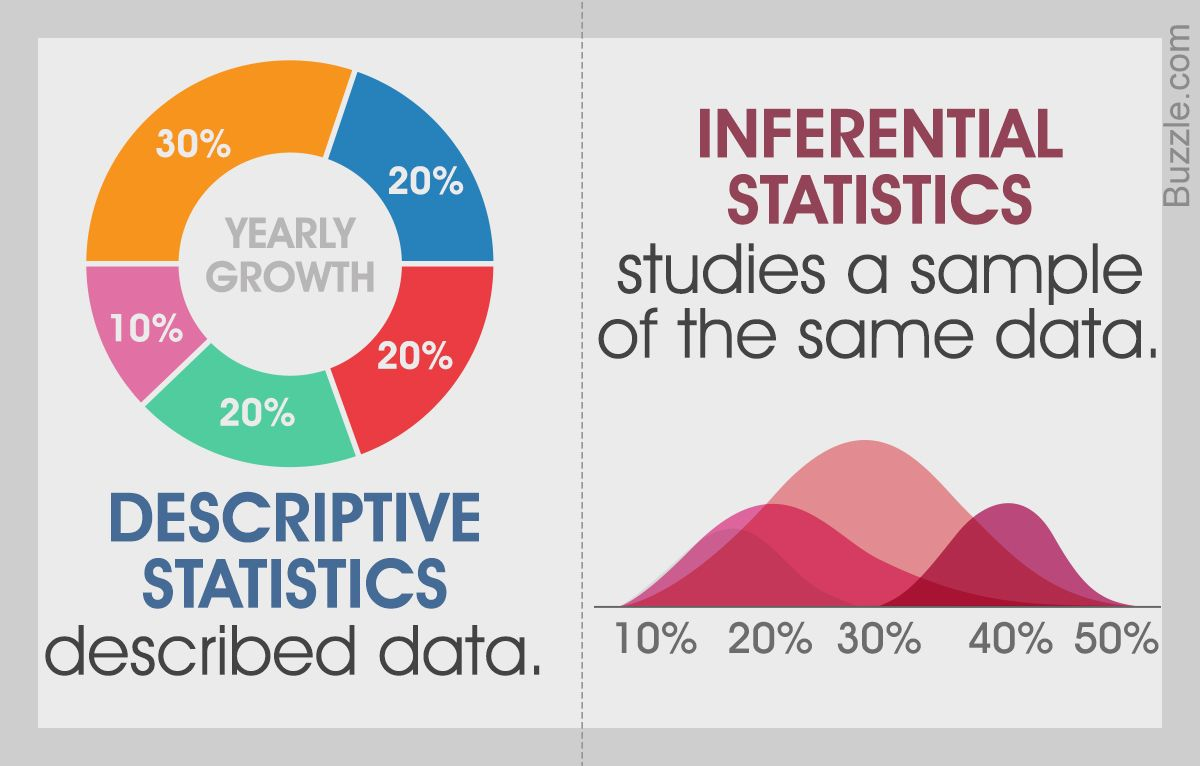 30%
20%
YEARLY
GROWTH
10%
20%
20%
DESCRIPTIVE
STATISTICS
described data.
INFERENTIAL
STATISTICS
studies a sample
of the same data.
10% 20% 30% 40% 50%
Buzzle.com